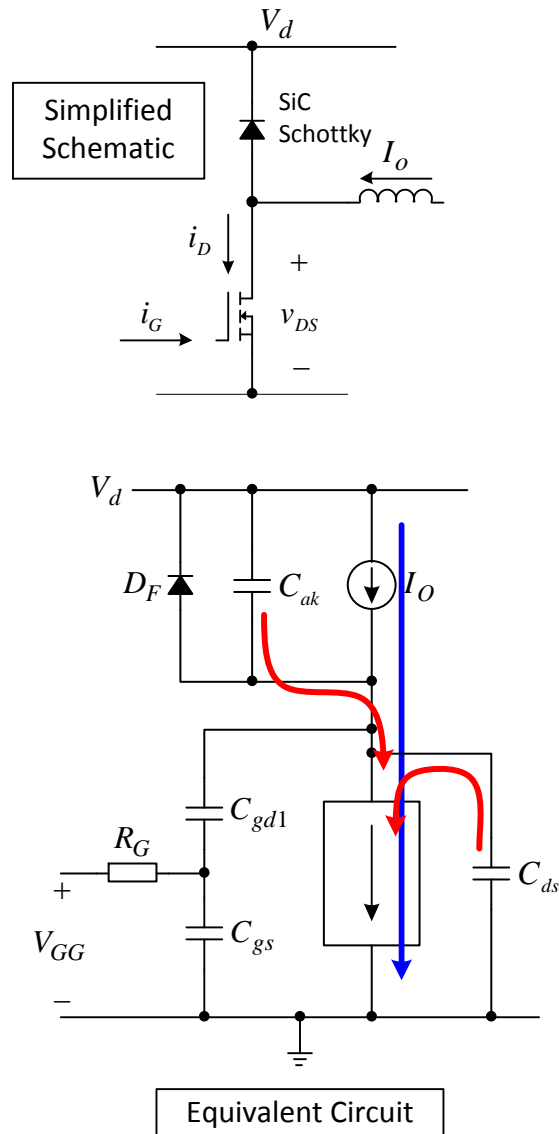 V_d
Simplified
Schematic
SiC
Schottky
I_o
i_D
+
i_G
v_DS
−
V_d
D_F
C_ak
I_O
C_gd1
R_G
+
C_ds
C_gs
V_GG
−
Equivalent Circuit